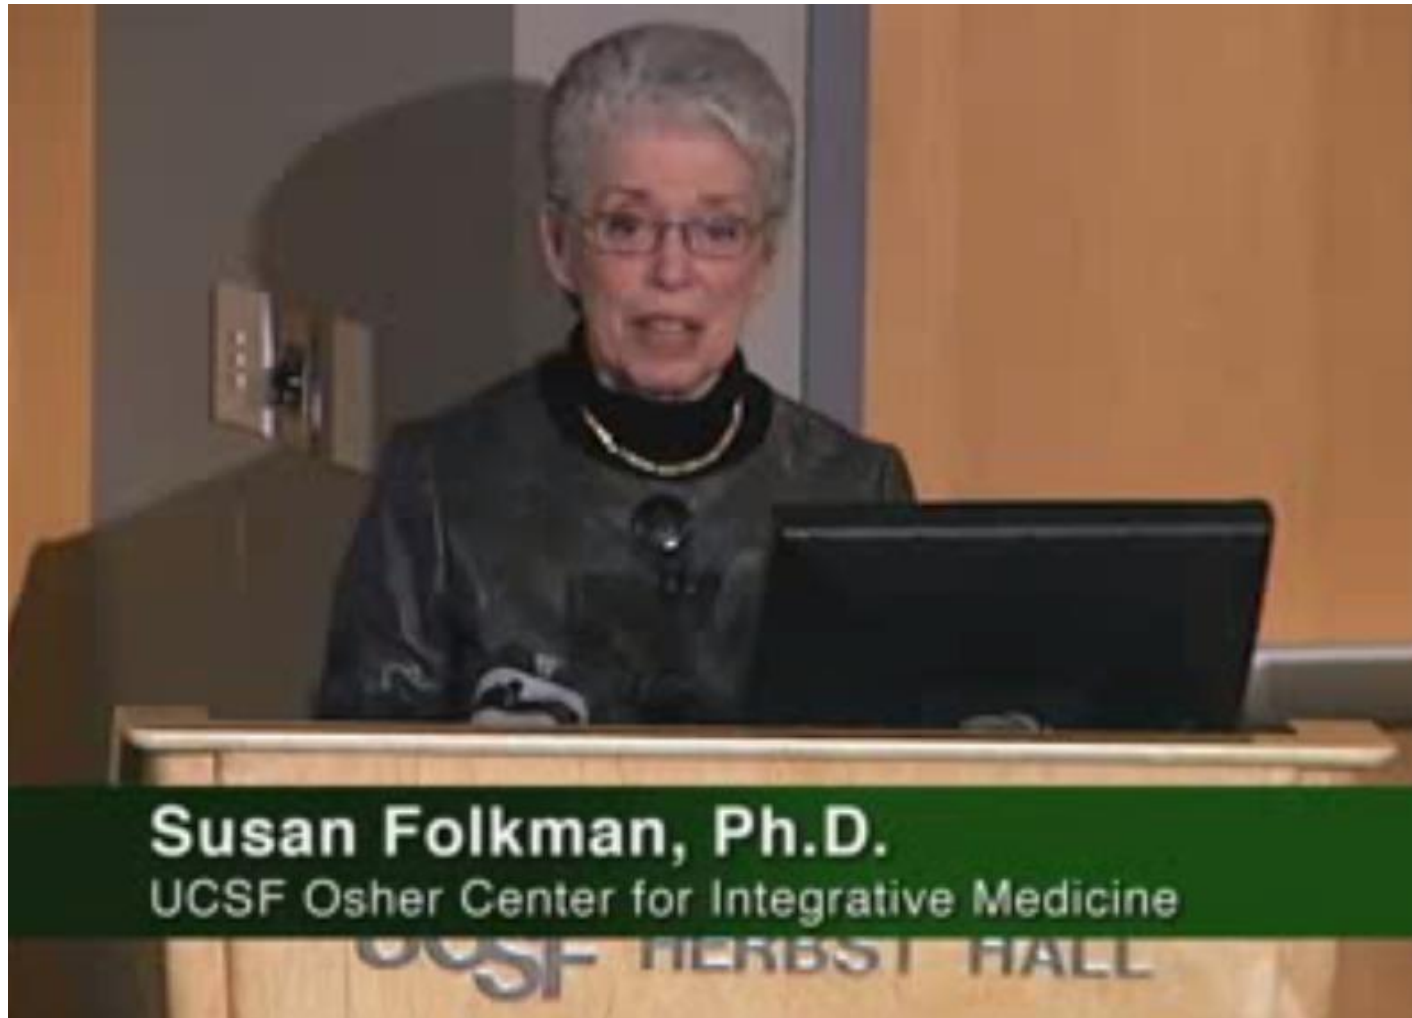 Susan Folkman, Ph.D.
UCSF Osher Center for Integrative Medicine
UCSF HERBST HALL